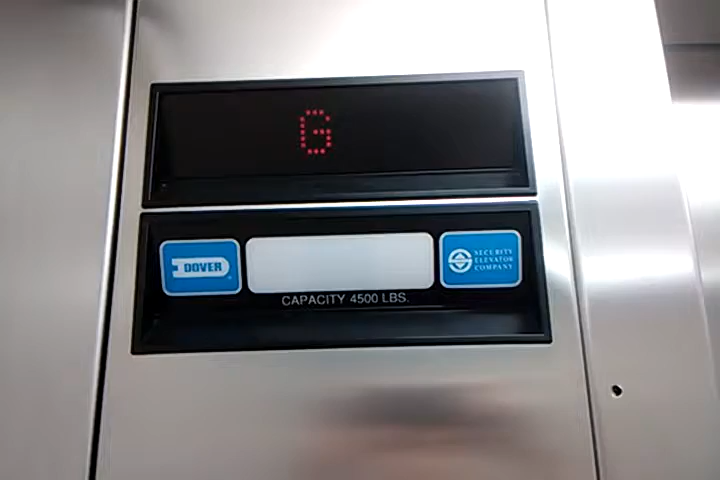 G
DOVER
SECURITY
ELEVATOR
COMPANY
CAPACITY 4500 LBS.